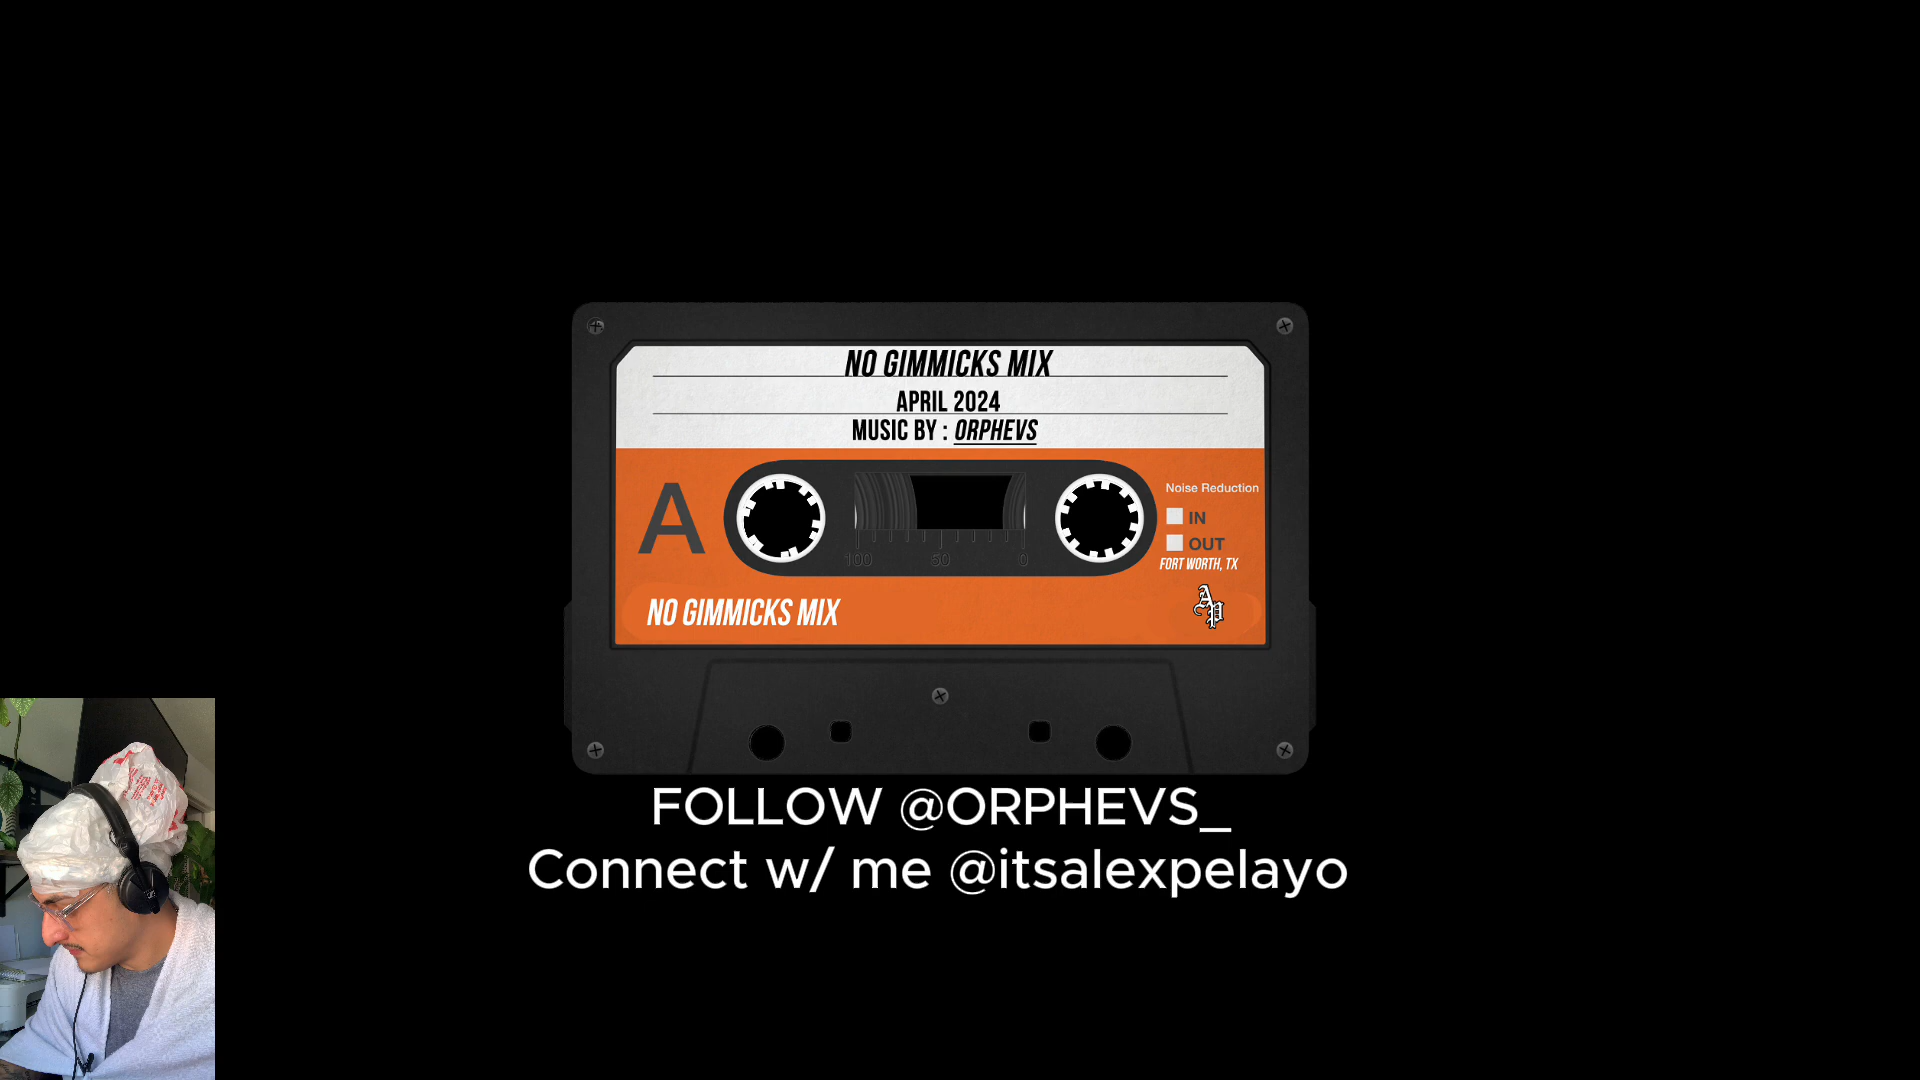 NO GIMMICKS MIX
APRIL 2024
MUSIC BY : ORPHEVS
A
Noise Reduction
IN
OUT
FORT WORTH, TX
100 50 0
NO GIMMICKS MIX
AP
FOLLOW @ORPHEVS_
Connect w/ me @itsalexpelayo